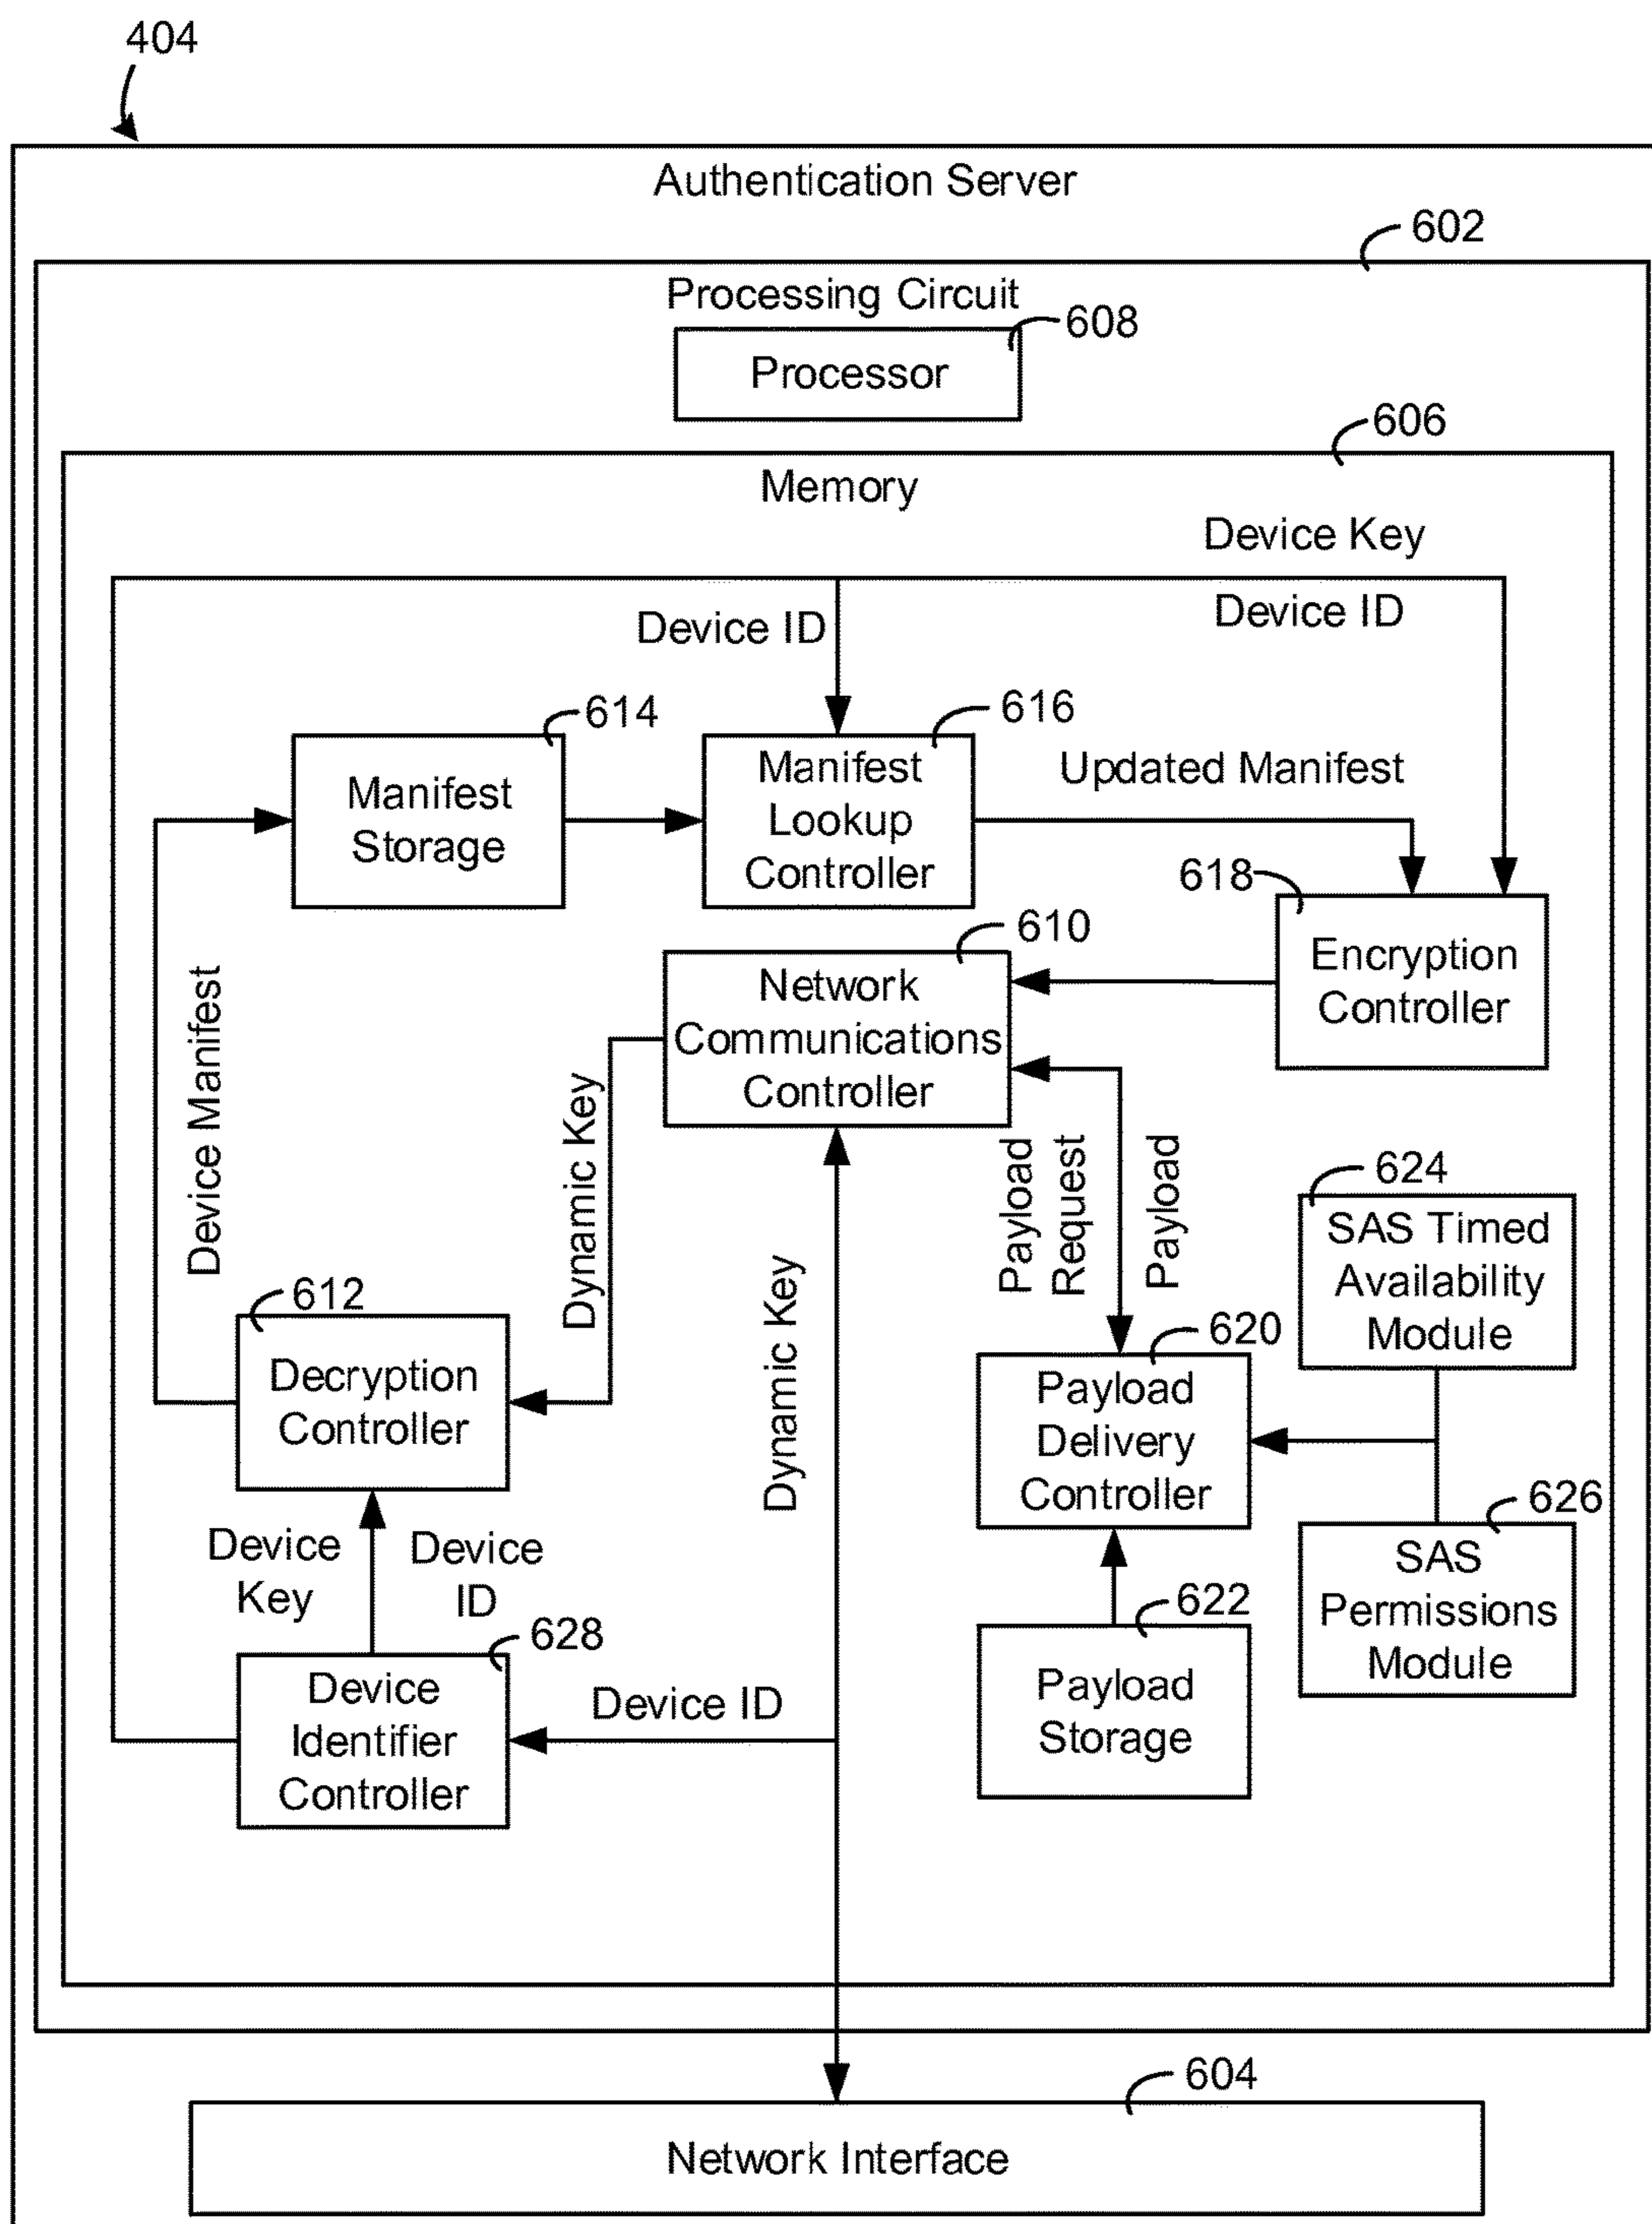 404
Authentication Server
602
Processing Circuit
608
Processor
606
Memory
Device Key
Device ID
Device ID
614
616
Manifest
Storage
Manifest
Lookup
Controller
Updated Manifest
618
Encryption
Controller
610
Network
Communications
Controller
Device Manifest
Dynamic Key
Payload
Request
Payload
624
SAS Timed
Availability
Module
612
Decryption
Controller
Dynamic Key
620
Payload
Delivery
Controller
626
SAS
Permissions
Module
Device
Key
Device
ID
628
Device
Identifier
Controller
Device ID
622
Payload
Storage
604
Network Interface